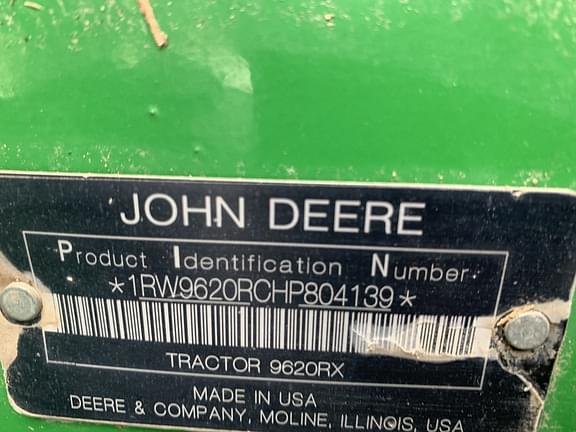 JOHN DEERE
Product Identification Number
*1RW9620RCHP804139*
TRACTOR 9620RX
MADE IN USA
DEERE & COMPANY, MOLINE, ILLINOIS, USA